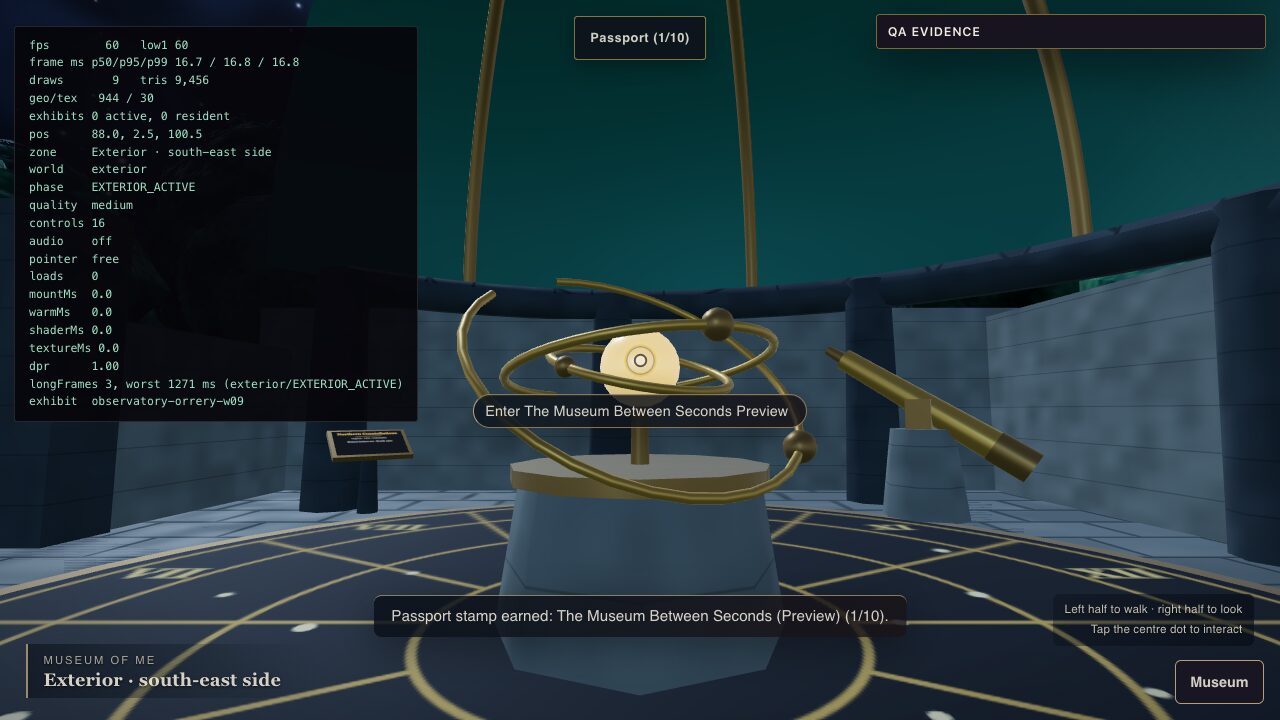 fps 60 low1 60
frame ms p50/p95/p99 16.7 / 16.8 / 16.8
draws 9 tris 9,456
geo/tex 944 / 30
exhibits 0 active, 0 resident
pos 88.0, 2.5, 100.5
zone Exterior · south-east side
world exterior
phase EXTERIOR_ACTIVE
quality medium
controls 16
audio off
pointer free
loads 0
mountMs 0.0
warmMs 0.0
shaderMs 0.0
textureMs 0.0
dpr 1.00
longFrames 3, worst 1271 ms (exterior/EXTERIOR_ACTIVE)
exhibit observatory-orrery-w09
Passport (1/10)
QA EVIDENCE
Enter The Museum Between Seconds Preview
Northern Constellations
VIII
XI
VII
XII
Passport stamp earned: The Museum Between Seconds (Preview) (1/10).
Left half to walk · right half to look
Tap the centre dot to interact
MUSEUM OF ME
Exterior · south-east side
Museum